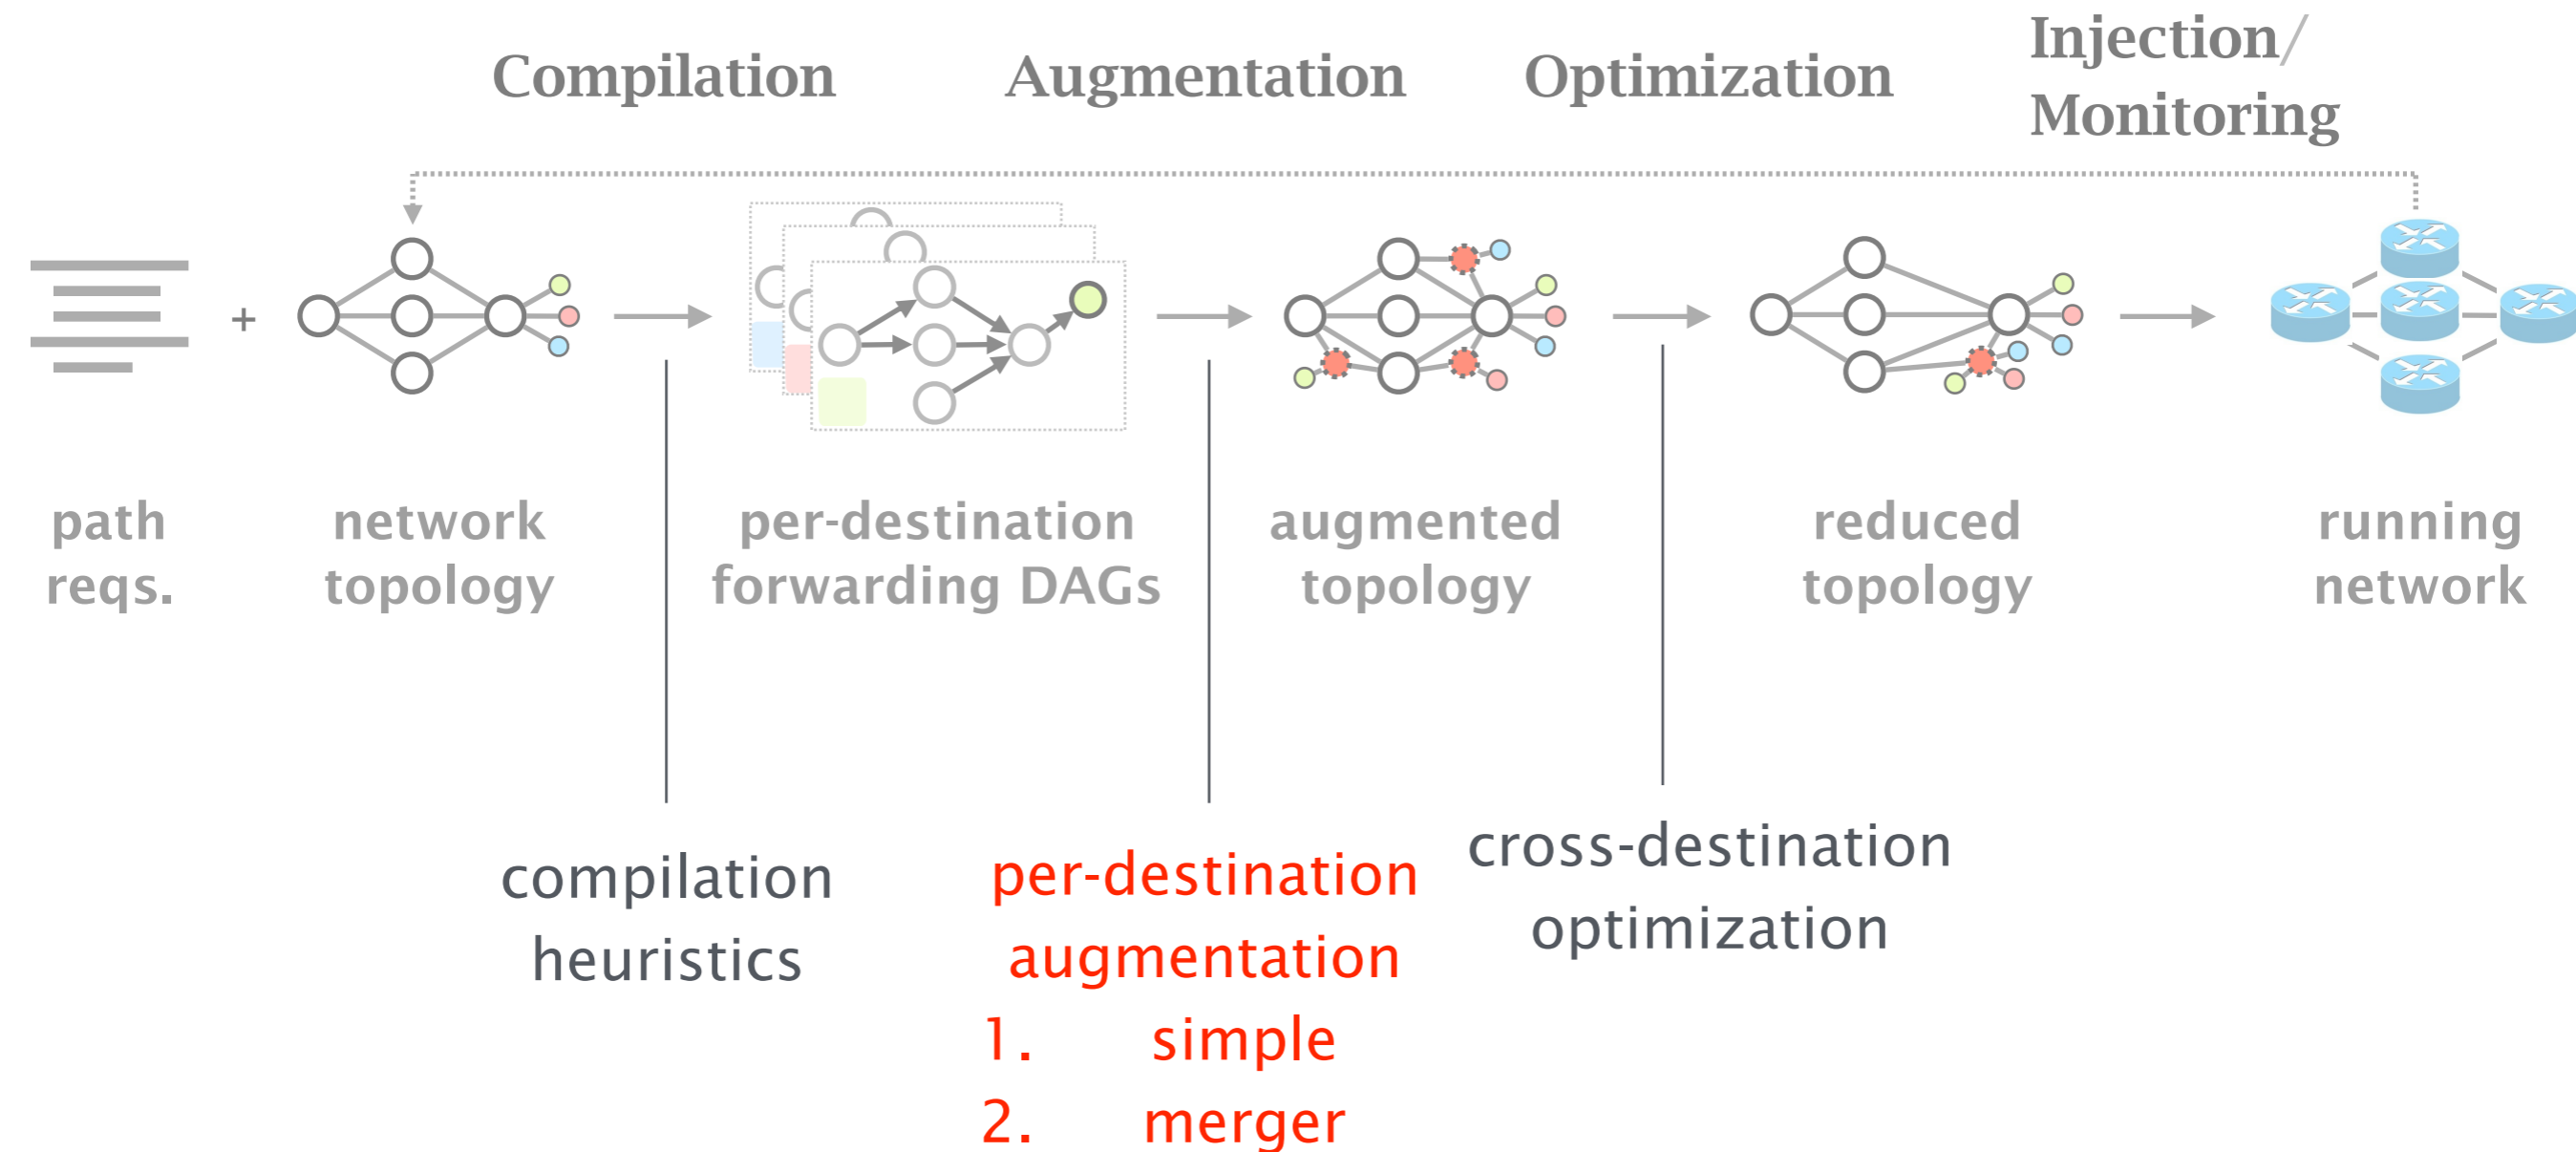 Compilation
Augmentation
Optimization
Injection/
Monitoring
+
path
reqs.
network
topology
per-destination
forwarding DAGs
augmented
topology
reduced
topology
running
network
compilation
heuristics
per-destination
augmentation
1. simple
2. merger
cross-destination
optimization